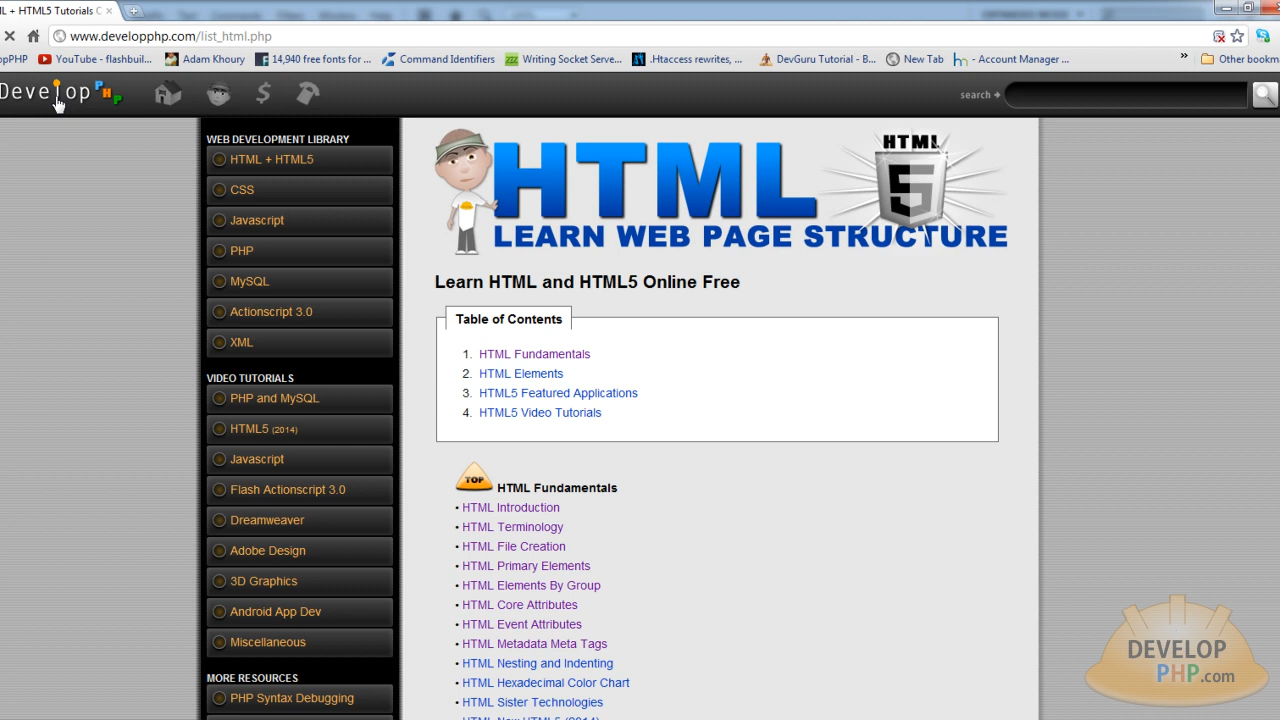 L + HTML5 Tutorials C
www.developphp.com/list_html.php
opPHP YouTube - flashbuil... Adam Khoury 14,940 free fonts for ... Command Identifiers Writing Socket Serve... .Htaccess rewrites, ... DevGuru Tutorial - B... New Tab - Account Manager ... » Other bookm
Develop PHP $ search
WEB DEVELOPMENT LIBRARY
HTML + HTML5
CSS
Javascript
PHP
MySQL
Actionscript 3.0
XML
VIDEO TUTORIALS
PHP and MySQL
HTML5 (2014)
Javascript
Flash Actionscript 3.0
Dreamweaver
Adobe Design
3D Graphics
Android App Dev
Miscellaneous
MORE RESOURCES
PHP Syntax Debugging
HTML
LEARN WEB PAGE STRUCTURE
HTML
5
Learn HTML and HTML5 Online Free
Table of Contents
1. HTML Fundamentals
2. HTML Elements
3. HTML5 Featured Applications
4. HTML5 Video Tutorials
TOP HTML Fundamentals
• HTML Introduction
• HTML Terminology
• HTML File Creation
• HTML Primary Elements
• HTML Elements By Group
• HTML Core Attributes
• HTML Event Attributes
• HTML Metadata Meta Tags
• HTML Nesting and Indenting
• HTML Hexadecimal Color Chart
• HTML Sister Technologies
• HTML New HTML5 (2014)
DEVELOP
PHP.com